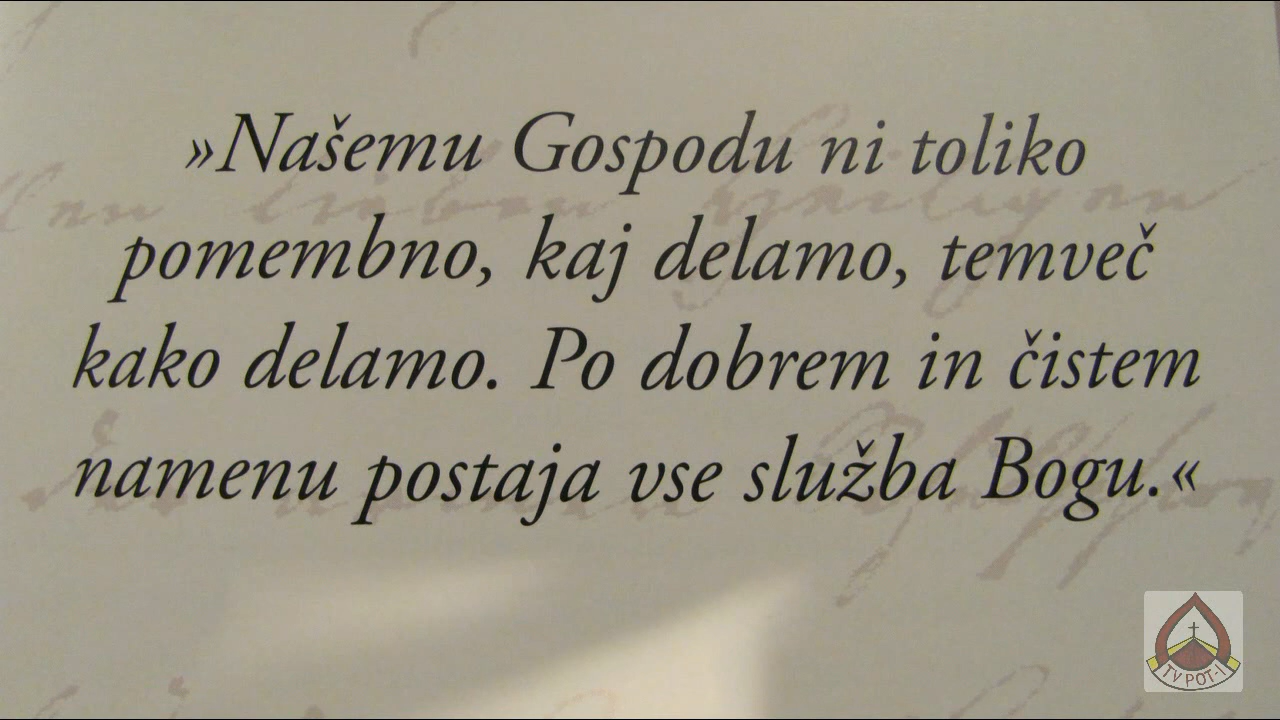 »Našemu Gospodu ni toliko
pomembno, kaj delamo, temveč
kako delamo. Po dobrem in čistem
namenu postaja vse služba Bogu.«
TV POT-1